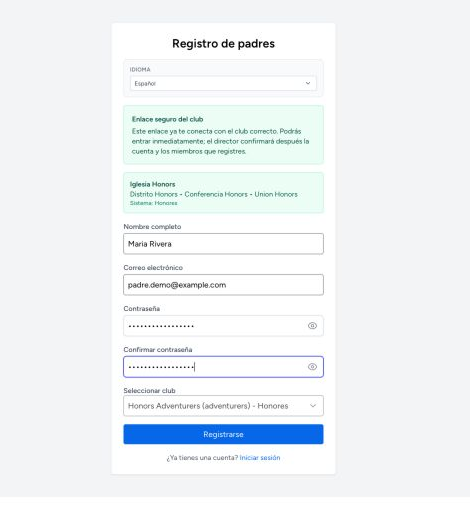 Registro de padres
IDIOMA
Español
Enlace seguro del club
Este enlace ya te conecta con el club correcto. Podrás
entrar inmediatamente; el director confirmará después la
cuenta y los miembros que registres.
Iglesia Honors
Distrito Honors - Conferencia Honors - Union Honors
Sistema: Honores
Nombre completo
Maria Rivera
Correo electrónico
padre.demo@example.com
Contraseña
Confirmar contraseña
Seleccionar club
Honors Adventurers (adventurers) - Honores
Registrarse
¿Ya tienes una cuenta? Iniciar sesión